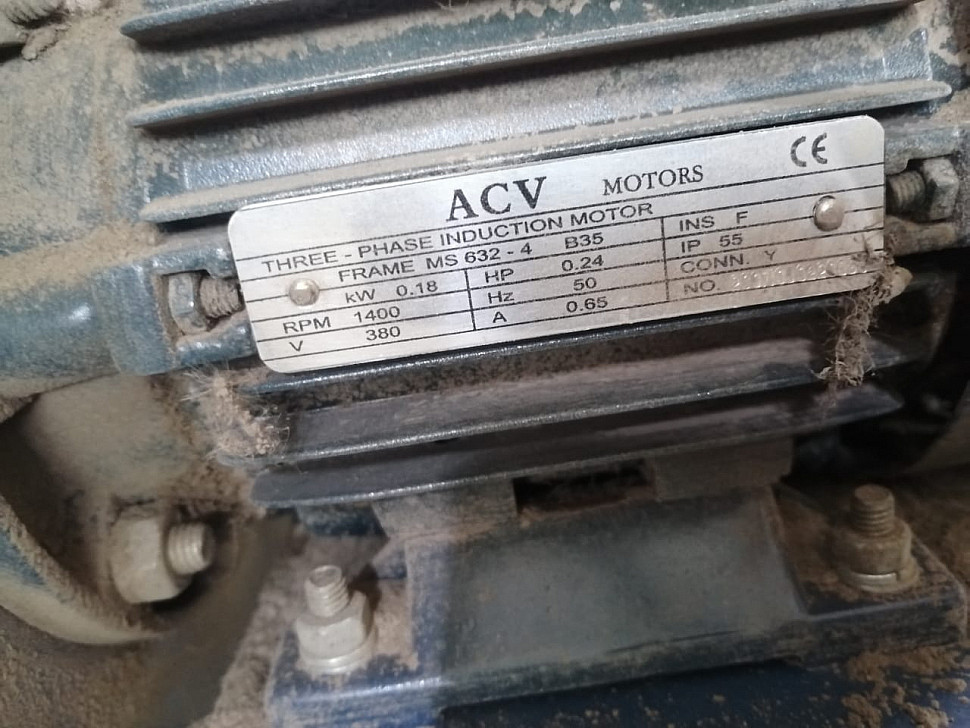 ACV MOTORS CE
THREE - PHASE INDUCTION MOTOR
FRAME MS 632 - 4 B35 INS F
kW 0.18 HP 0.24 IP 55
RPM 1400 Hz 50 CONN. Y
V 380 A 0.65 NO.